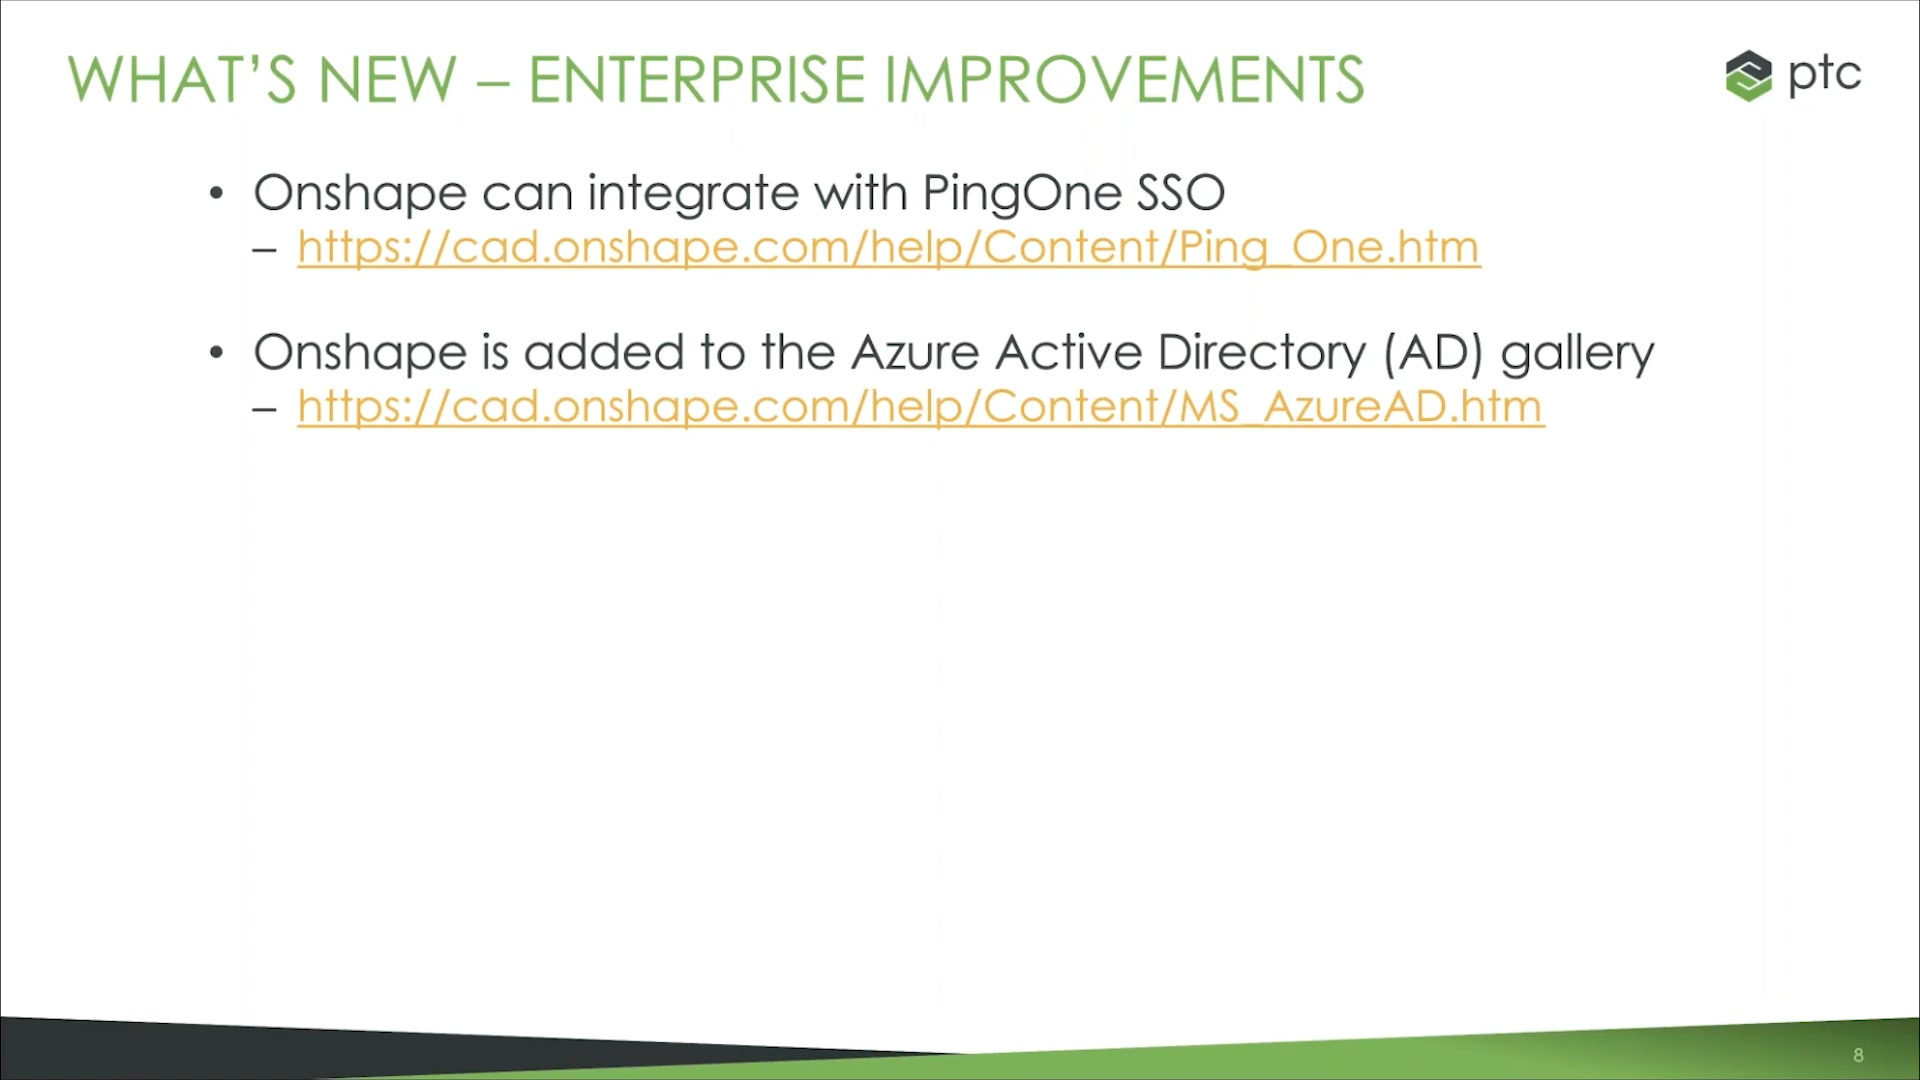 WHAT’S NEW – ENTERPRISE IMPROVEMENTS
ptc
• Onshape can integrate with PingOne SSO
– https://cad.onshape.com/help/Content/Ping_One.htm
• Onshape is added to the Azure Active Directory (AD) gallery
– https://cad.onshape.com/help/Content/MS_AzureAD.htm
8